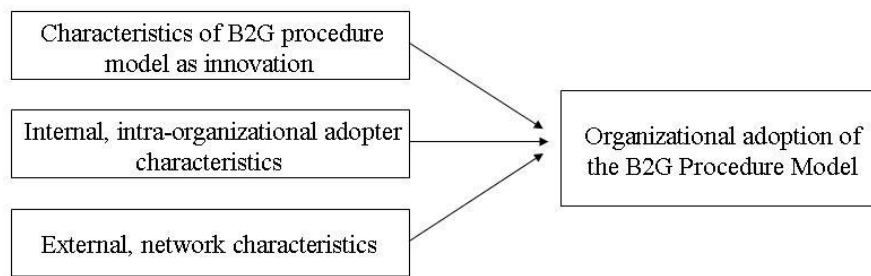 Characteristics of B2G procedure
model as innovation
Internal, intra-organizational adopter
characteristics
External, network characteristics
Organizational adoption of
the B2G Procedure Model